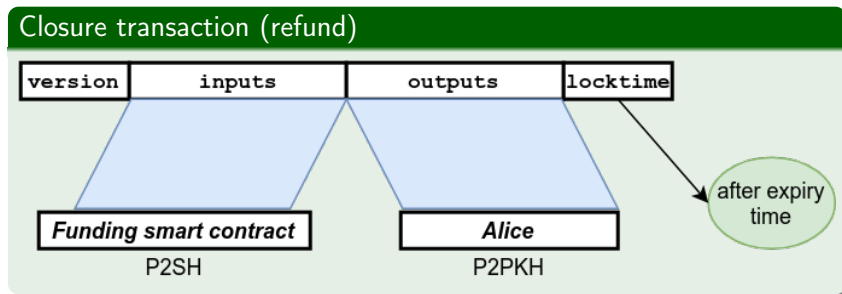 Closure transaction (refund)
version inputs outputs locktime
after expiry
time
Funding smart contract Alice
P2SH P2PKH